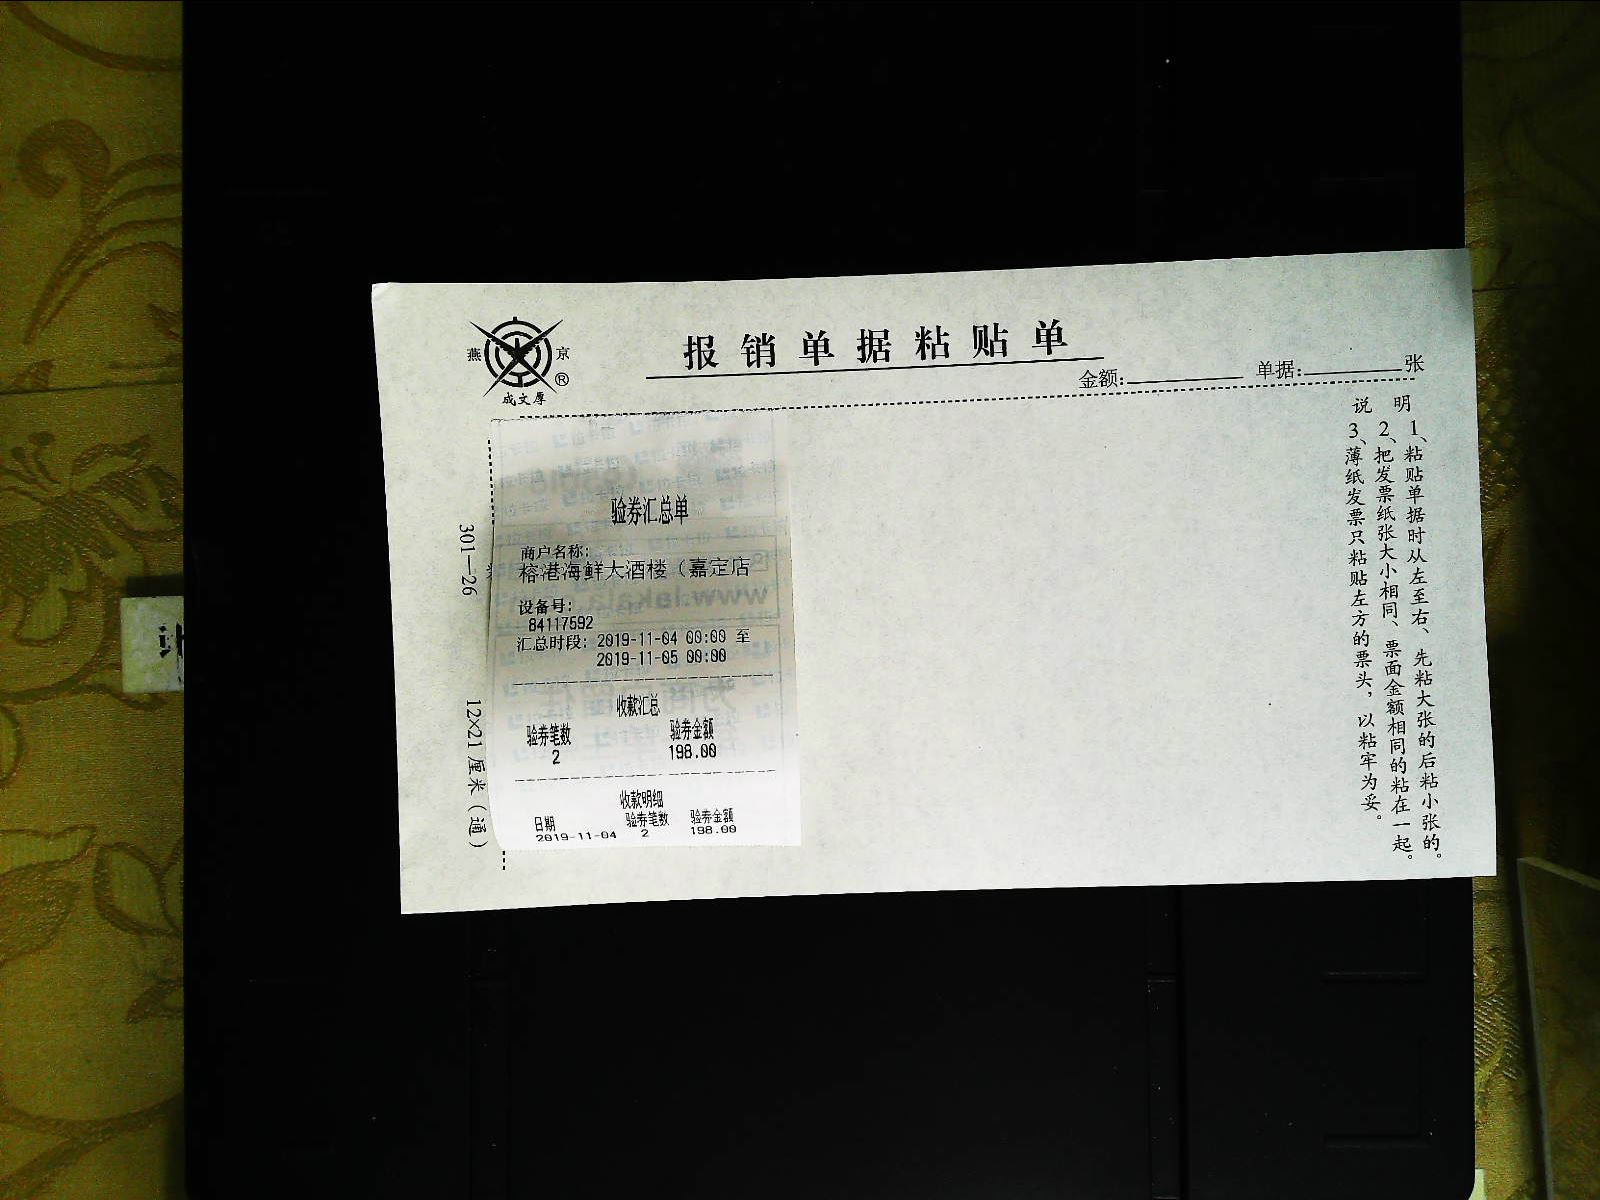 燕 京
®
成文厚
报销单据粘贴单
金额: 单据: 张
301—26
12×21厘米（通）
验券汇总单
商户名称:
榕港海鲜大酒楼（嘉定店
设备号:
84117592
汇总时段: 2019-11-04 00:00 至
2019-11-05 00:00
收款汇总
验券笔数 验券金额
2 198.00
收款明细
日期 验券笔数 验券金额
2019-11-04 2 198.00
说明
1、粘贴单据时从左至右、先粘大张的后粘小张的。
2、把发票纸张大小相同、票面金额相同的粘在一起。
3、薄纸发票只粘贴左方的票头，以粘牢为妥。